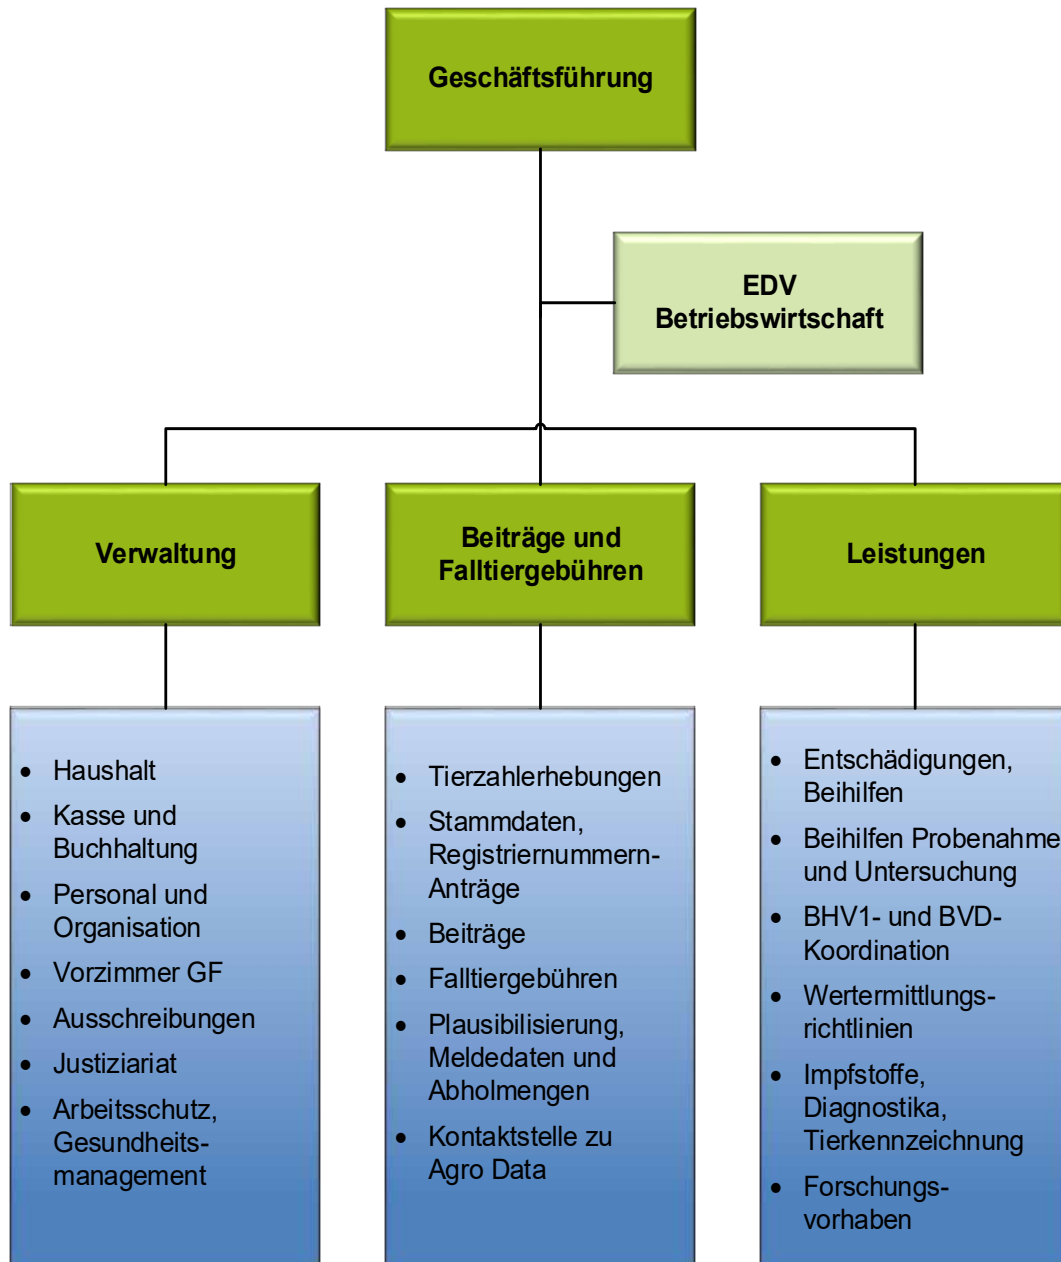 Geschäftsführung
EDV
Betriebswirtschaft
Verwaltung
Beiträge und
Falltiergebühren
Leistungen
• Haushalt
• Kasse und
Buchhaltung
• Personal und
Organisation
• Vorzimmer GF
• Ausschreibungen
• Justiziariat
• Arbeitsschutz,
Gesundheits-
management
• Tierzahlerhebungen
• Stammdaten,
Registriernummern-
Anträge
• Beiträge
• Falltiergebühren
• Plausibilisierung,
Meldedaten und
Abholmengen
• Kontaktstelle zu
Agro Data
• Entschädigungen,
Beihilfen
• Beihilfen Probenahme
und Untersuchung
• BHV1- und BVD-
Koordination
• Wertermittlungs-
richtlinien
• Impfstoffe,
Diagnostika,
Tierkennzeichnung
• Forschungs-
vorhaben